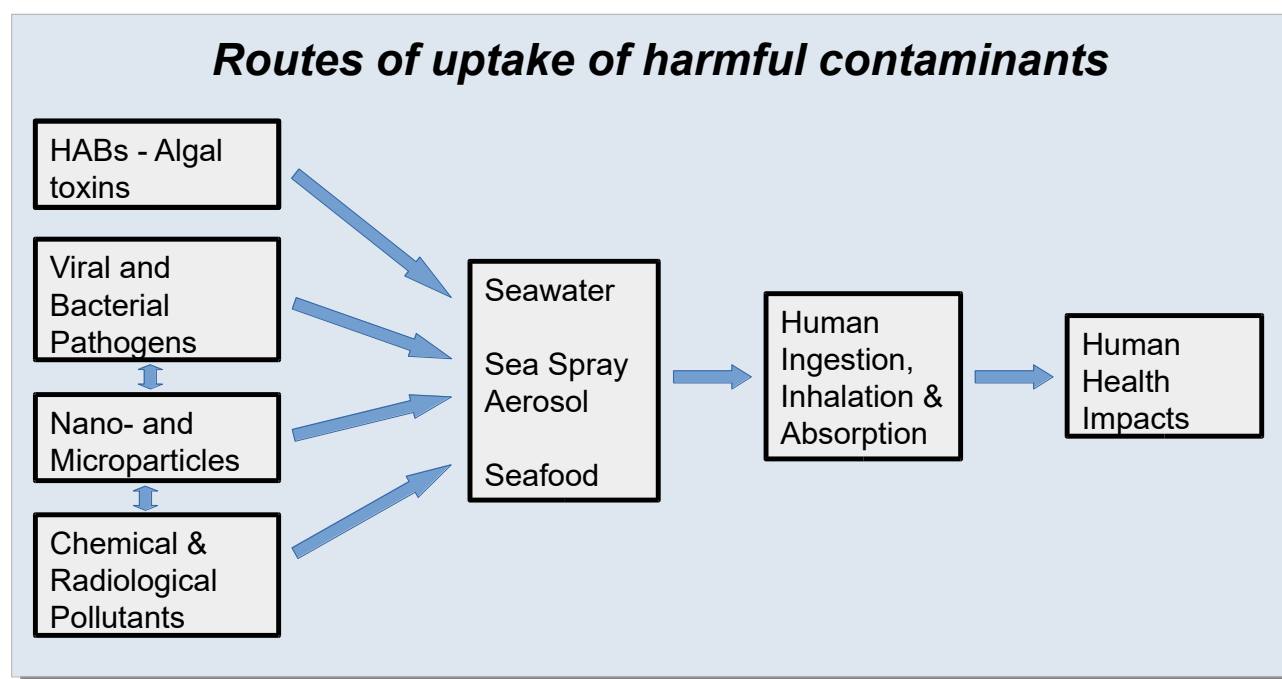 Routes of uptake of harmful contaminants
HABs - Algal
toxins
Viral and
Bacterial
Pathogens
Nano- and
Microparticles
Chemical &
Radiological
Pollutants
Seawater
Sea Spray
Aerosol
Seafood
Human
Ingestion,
Inhalation &
Absorption
Human
Health
Impacts